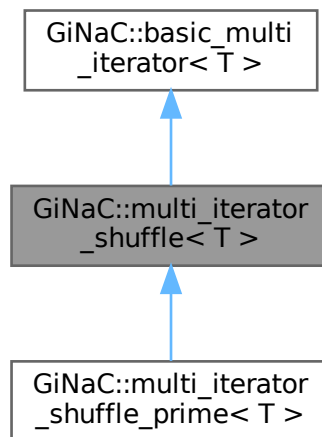 GiNaC::basic_multi
_iterator< T >
GiNaC::multi_iterator
_shuffle< T >
GiNaC::multi_iterator
_shuffle_prime< T >